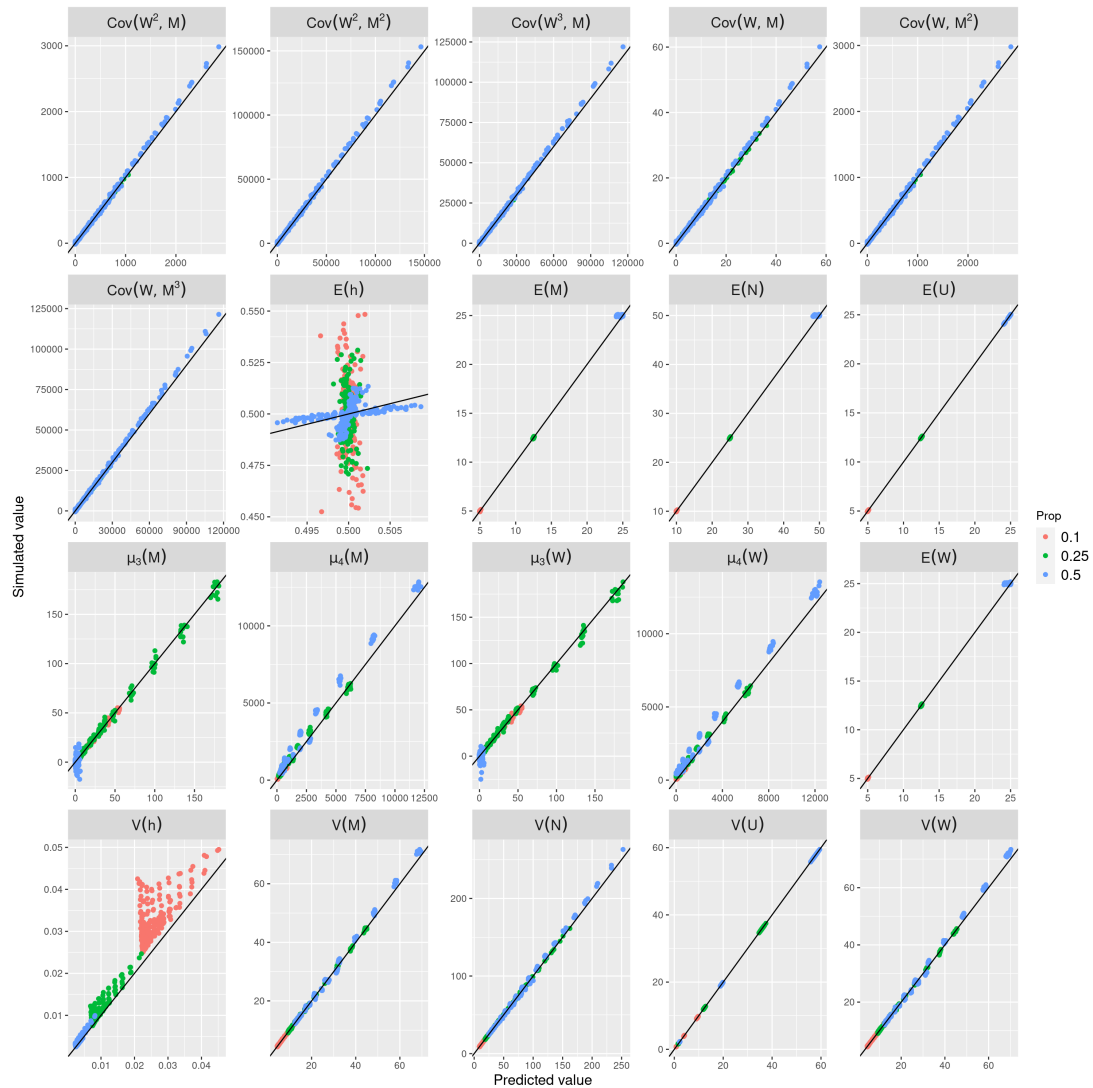 Cov(W², M) Cov(W², M²) Cov(W³, M) Cov(W, M) Cov(W, M²)
3000 150000 125000 60 3000
100000
2000 100000 75000 40 2000
50000
1000 50000 20 1000
25000
0 0 0 0 0
0 1000 2000 0 50000 100000 150000 0 30000 60000 90000 120000 0 20 40 60 0 1000 2000
Cov(W, M³) E(h) E(M) E(N) E(U)
125000 0.550 25 50 25
100000 0.525 20 40 20
75000 0.500 15 30 15
50000 0.475 10 20 10
25000 0.450 5 10 5
0
0 30000 60000 90000 120000 0.495 0.500 0.505 5 10 15 20 25 10 20 30 40 50 5 10 15 20 25
Simulated value
Prop
0.1
0.25
0.5
μ₃(M) μ₄(M) μ₃(W) μ₄(W) E(W)
150 10000 150 10000 25
100 5000 100 5000 20
50 0 50 0 15
0 0 10
5
0 50 100 150 0 2500 5000 7500 10000 12500 0 50 100 150 0 4000 8000 12000 5 10 15 20 25
V(h) V(M) V(N) V(U) V(W)
0.05 60 200 60 60
0.04 40 100 40 40
0.03 20 0 20 20
0.02 0
0.01
0.01 0.02 0.03 0.04 20 40 60 0 50 100 150 200 250 0 20 40 60 20 40 60
Predicted value